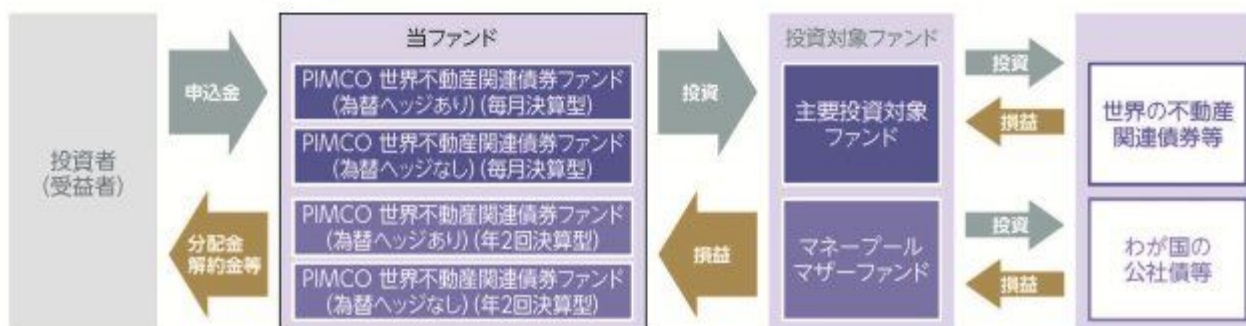 投資者
(受益者)
申込金
分配金
解約金等
当ファンド
PIMCO 世界不動産関連債券ファンド
(為替ヘッジあり)(毎月決算型)
PIMCO 世界不動産関連債券ファンド
(為替ヘッジなし)(毎月決算型)
PIMCO 世界不動産関連債券ファンド
(為替ヘッジあり)(年2回決算型)
PIMCO 世界不動産関連債券ファンド
(為替ヘッジなし)(年2回決算型)
投資
損益
投資対象ファンド
主要投資対象
ファンド
マネープール
マザーファンド
投資
損益
投資
損益
世界の不動産
関連債券等
わが国の
公社債等